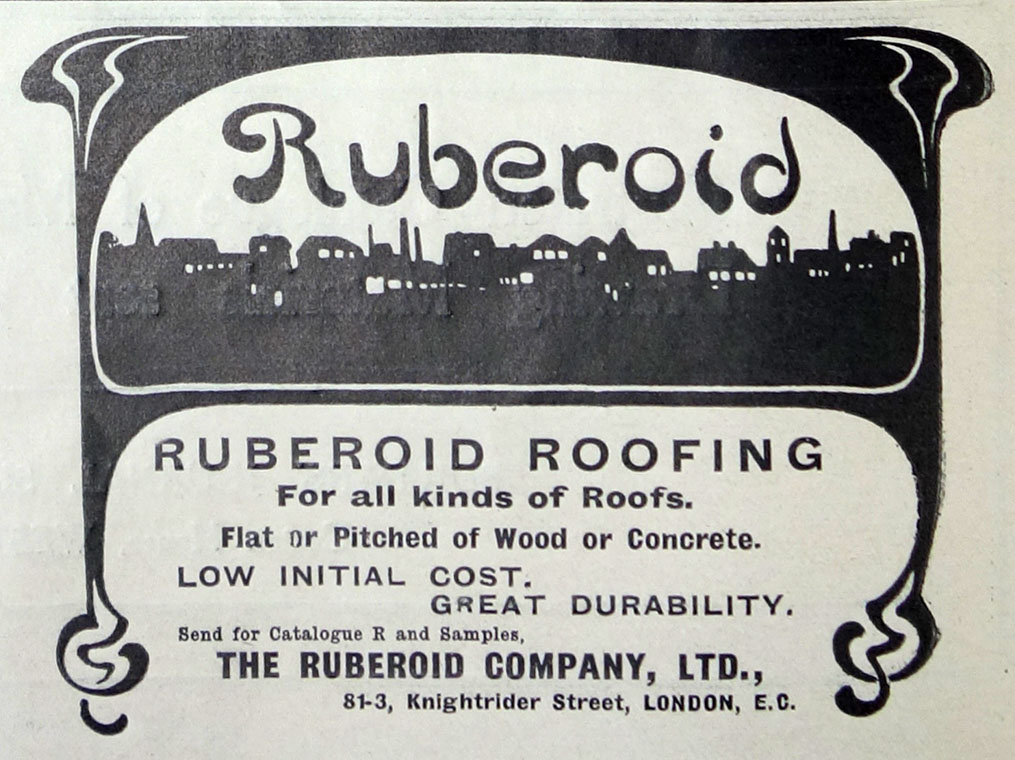 Ruberoid
RUBEROID ROOFING
For all kinds of Roofs.
Flat or Pitched of Wood or Concrete.
LOW INITIAL COST.
GREAT DURABILITY.
Send for Catalogue R and Samples,
THE RUBEROID COMPANY, LTD.,
81-3, Knightrider Street, LONDON, E.C.